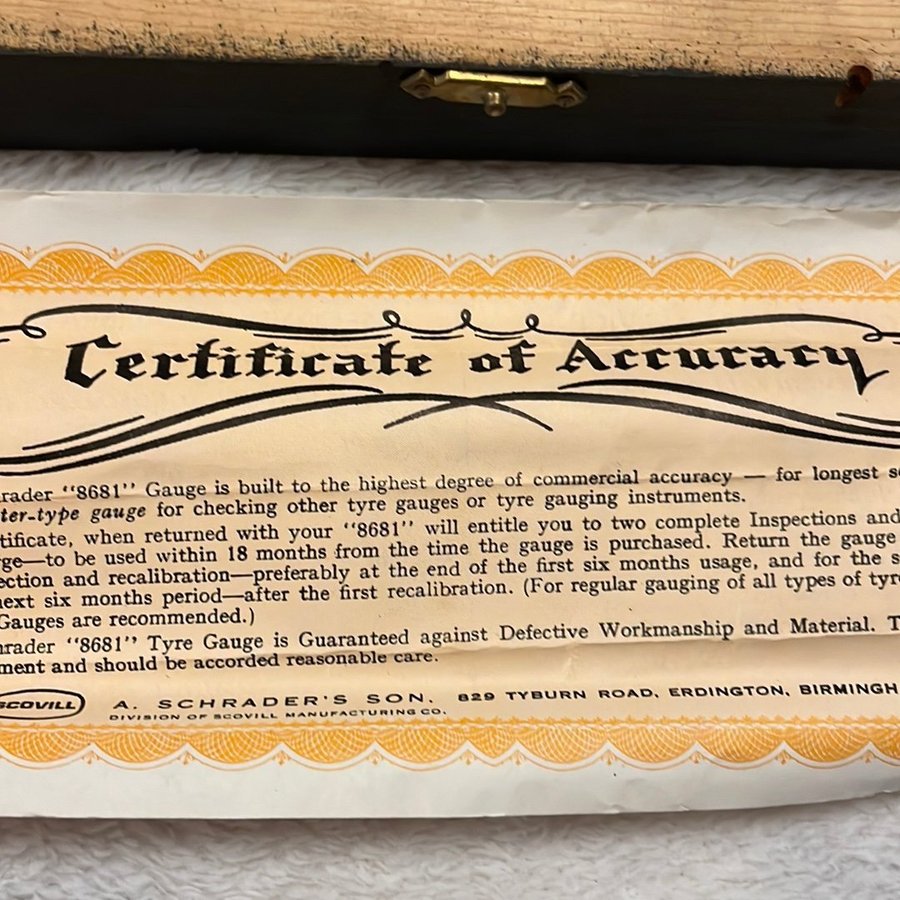 Certificate of Accuracy
rader "8681" Gauge is built to the highest degree of commercial accuracy — for longest s
ter-type gauge for checking other tyre gauges or tyre gauging instruments.
tificate, when returned with your "8681" will entitle you to two complete Inspections and
ge—to be used within 18 months from the time the gauge is purchased. Return the gauge
ection and recalibration—preferably at the end of the first six months usage, and for the s
next six months period—after the first recalibration. (For regular gauging of all types of tyr
Gauges are recommended.)
rader "8681" Tyre Gauge is Guaranteed against Defective Workmanship and Material. T
ment and should be accorded reasonable care.
SCOVILL A. SCHRADER'S SON. 829 TYBURN ROAD, ERDINGTON, BIRMINGH
DIVISION OF SCOVILL MANUFACTURING CO.